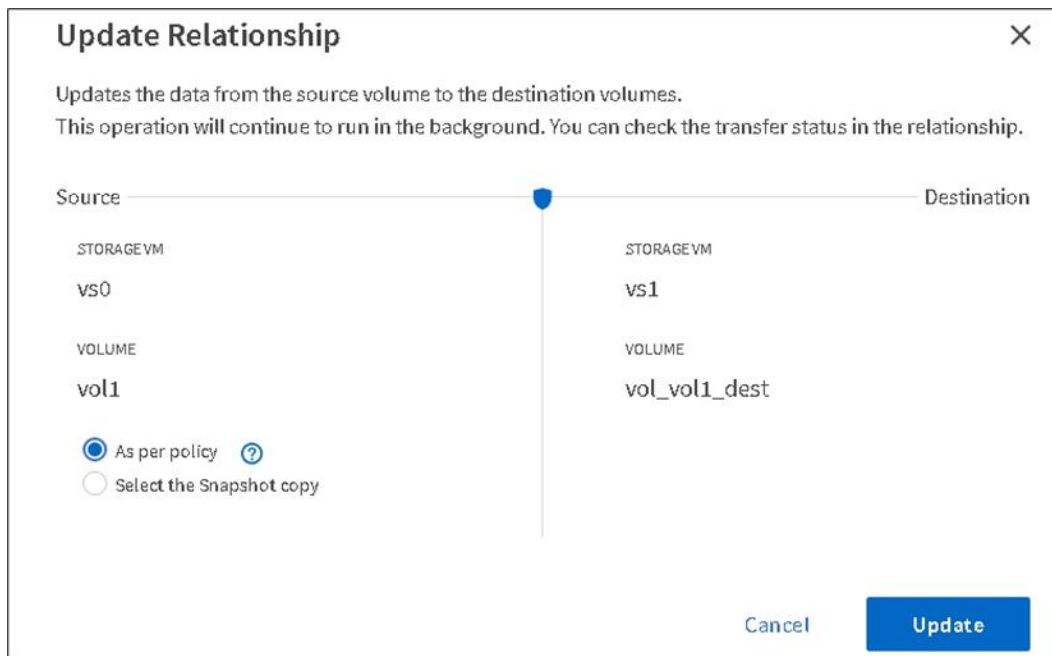 Update Relationship
Updates the data from the source volume to the destination volumes.
This operation will continue to run in the background. You can check the transfer status in the relationship.
Source
Destination
STORAGE VM
vs0
STORAGE VM
vs1
VOLUME
vol1
VOLUME
vol_vol1_dest
As per policy ?
Select the Snapshot copy
Cancel
Update